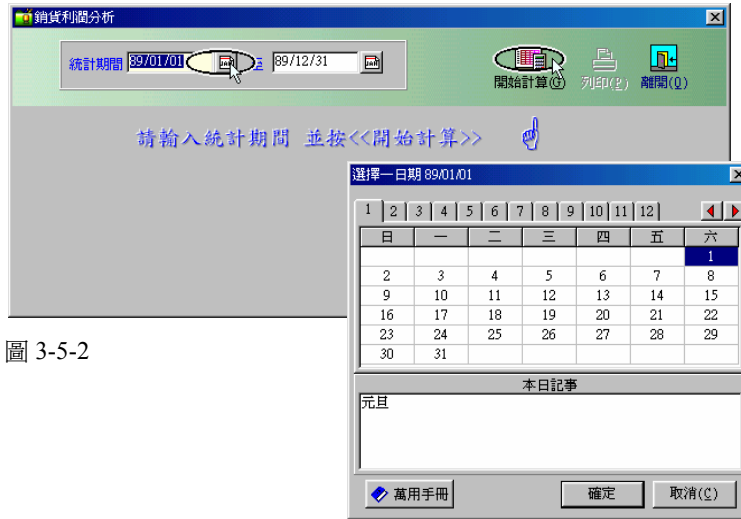 銷貨利潤分析
統計期間 89/01/01 至 89/12/31
開始計算(G) 列印(P) 離開(Q)
請輸入統計期間 並按<<開始計算>>
選擇一日期 89/01/01
1 2 3 4 5 6 7 8 9 10 11 12
日 一 二 三 四 五 六
1
2 3 4 5 6 7 8
9 10 11 12 13 14 15
16 17 18 19 20 21 22
23 24 25 26 27 28 29
30 31
本日記事
元旦
萬用手冊 確定 取消(C)
圖 3-5-2